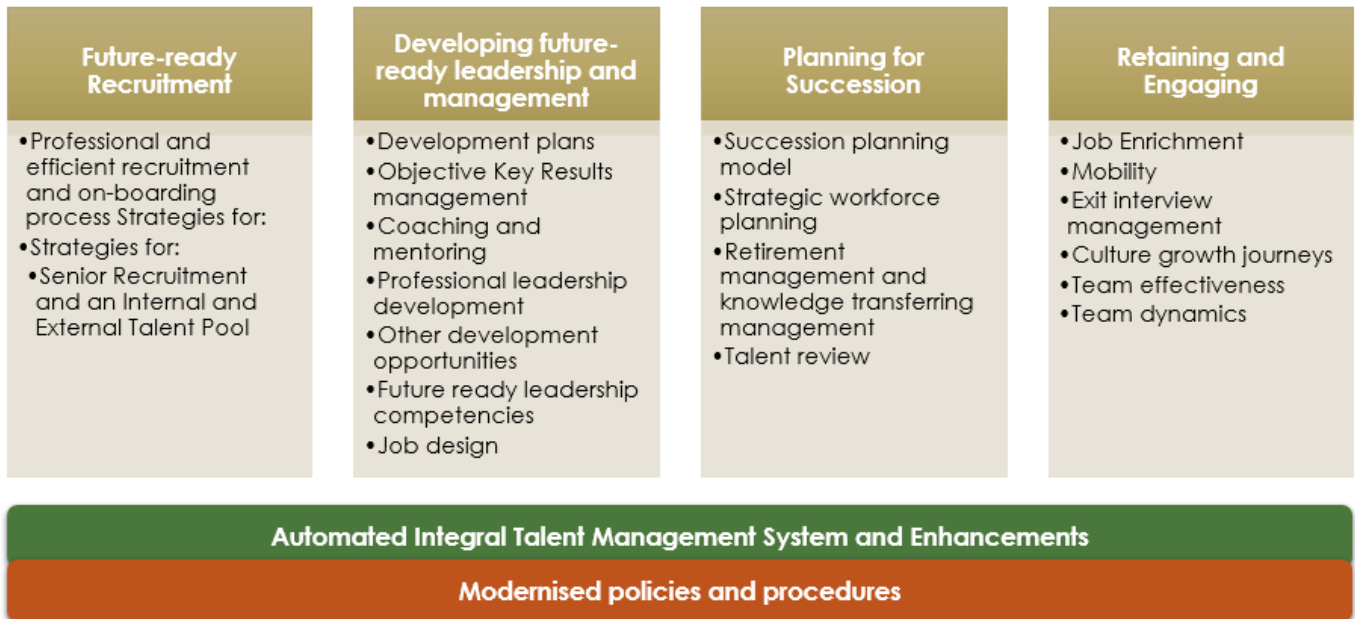 Future-ready
Recruitment
•Professional and
efficient recruitment
and on-boarding
process Strategies for:
•Strategies for:
•Senior Recruitment
and an Internal and
External Talent Pool
Developing future-
ready leadership and
management
•Development plans
•Objective Key Results
management
•Coaching and
mentoring
•Professional leadership
development
•Other development
opportunities
•Future ready leadership
competencies
•Job design
Planning for
Succession
•Succession planning
model
•Strategic workforce
planning
•Retirement
management and
knowledge transferring
management
•Talent review
Retaining and
Engaging
•Job Enrichment
•Mobility
•Exit interview
management
•Culture growth journeys
•Team effectiveness
•Team dynamics
Automated Integral Talent Management System and Enhancements
Modernised policies and procedures